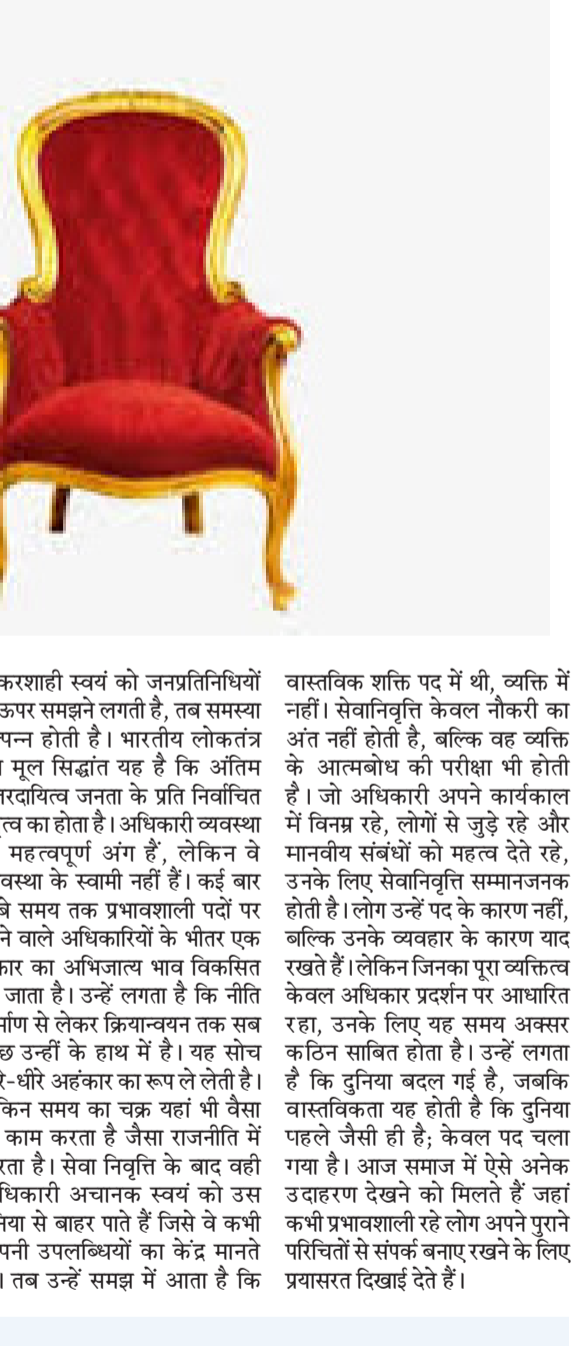 करशाही स्वयं को जनप्रतिनिधियों
ऊपर समझने लगती है, तब समस्या
पन्न होती है। भारतीय लोकतंत्र
मूल सिद्धांत यह है कि अंतिम
तरदायित्व जनता के प्रति निर्वाचित
त्व का होता है। अधिकारी व्यवस्था
महत्वपूर्ण अंग हैं, लेकिन वे
वस्था के स्वामी नहीं हैं। कई बार
बे समय तक प्रभावशाली पदों पर
ने वाले अधिकारियों के भीतर एक
कार का अभिजात्य भाव विकसित
जाता है। उन्हें लगता है कि नीति
र्माण से लेकर क्रियान्वयन तक सब
छ उन्हीं के हाथ में है। यह सोच
रे-धीरे अहंकार का रूप ले लेती है।
किन समय का चक्र यहां भी वैसा
काम करता है जैसा राजनीति में
रता है। सेवा निवृत्ति के बाद वही
धिकारी अचानक स्वयं को उस
निया से बाहर पाते हैं जिसे वे कभी
पनी उपलब्धियों का केंद्र मानते
। तब उन्हें समझ में आता है कि
वास्तविक शक्ति पद में थी, व्यक्ति में
नहीं। सेवानिवृत्ति केवल नौकरी का
अंत नहीं होती है, बल्कि वह व्यक्ति
के आत्मबोध की परीक्षा भी होती
है। जो अधिकारी अपने कार्यकाल
में विनम्र रहे, लोगों से जुड़े रहे और
मानवीय संबंधों को महत्व देते रहे,
उनके लिए सेवानिवृत्ति सम्मानजनक
होती है। लोग उन्हें पद के कारण नहीं,
बल्कि उनके व्यवहार के कारण याद
रखते हैं। लेकिन जिनका पूरा व्यक्तित्व
केवल अधिकार प्रदर्शन पर आधारित
रहा, उनके लिए यह समय अक्सर
कठिन साबित होता है। उन्हें लगता
है कि दुनिया बदल गई है, जबकि
वास्तविकता यह होती है कि दुनिया
पहले जैसी ही है; केवल पद चला
गया है। आज समाज में ऐसे अनेक
उदाहरण देखने को मिलते हैं जहां
कभी प्रभावशाली रहे लोग अपने पुराने
परिचितों से संपर्क बनाए रखने के लिए
प्रयासरत दिखाई देते हैं।